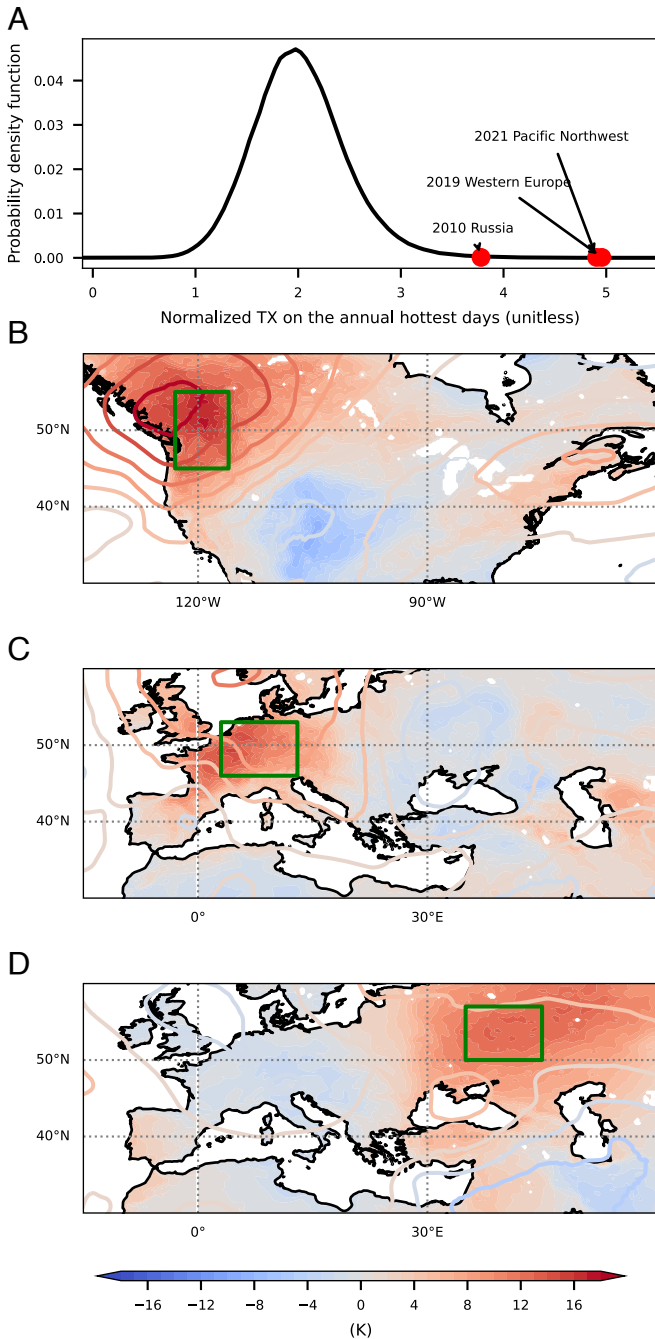 A
Probability density function
0.04
0.03
0.02
0.01
0.00
2021 Pacific Northwest
2019 Western Europe
2010 Russia
0 1 2 3 4 5
Normalized TX on the annual hottest days (unitless)
B
50°N
40°N
120°W 90°W
C
50°N
40°N
0° 30°E
D
50°N
40°N
0° 30°E
−16 −12 −8 −4 0 4 8 12 16
(K)